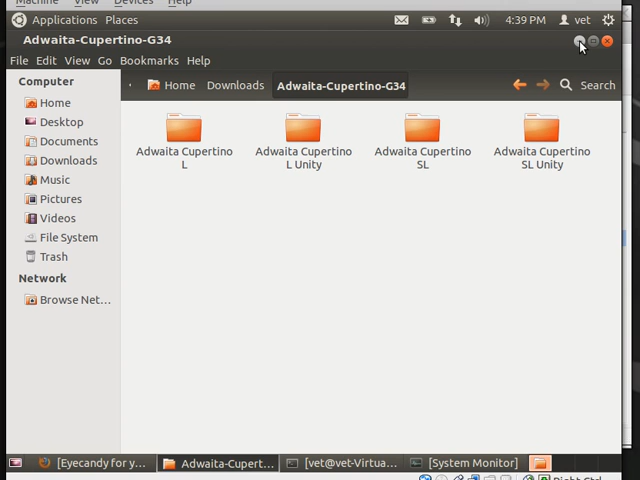 Machine View Devices Help
Applications Places 4:39 PM vet
Adwaita-Cupertino-G34
File Edit View Go Bookmarks Help
Computer
Home Downloads Adwaita-Cupertino-G34 Search
Home
Desktop
Documents
Downloads
Music
Pictures
Videos
File System
Trash
Network
Browse Net...
Adwaita Cupertino
L
Adwaita Cupertino
L Unity
Adwaita Cupertino
SL
Adwaita Cupertino
SL Unity
[Eyecandy for y... Adwaita-Cupert... [vet@vet-Virtua... [System Monitor]
Right Ctrl